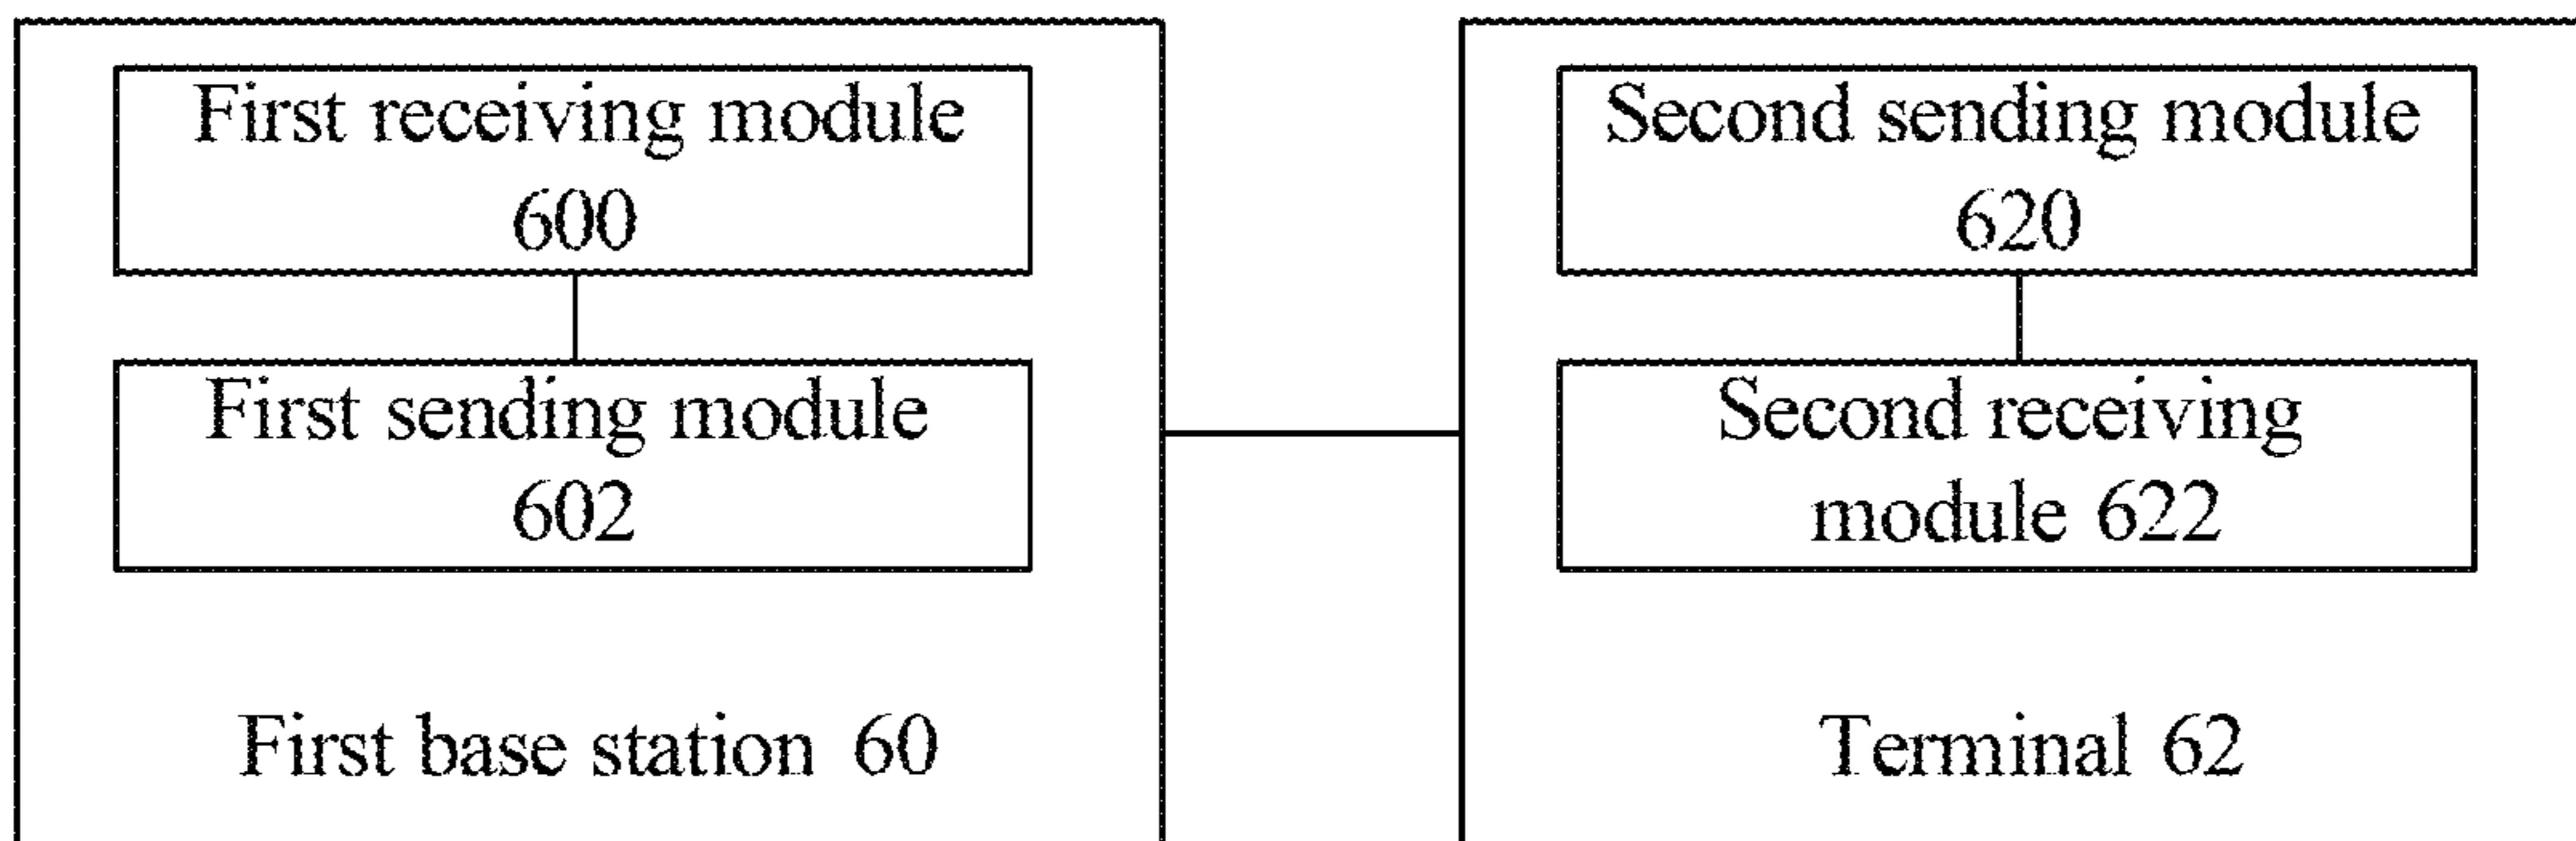 First receiving module
600
First sending module
602
First base station 60
Second sending module
620
Second receiving
module 622
Terminal 62